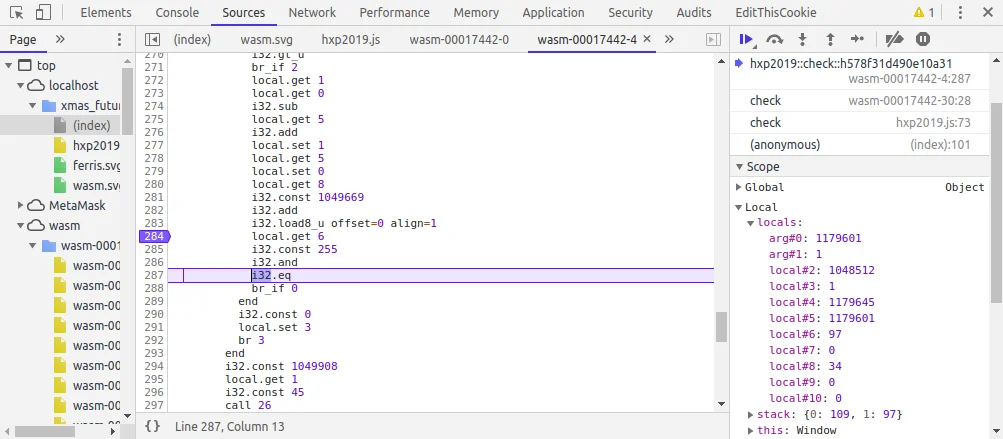 Elements Console Sources Network Performance Memory Application Security Audits EditThisCookie 1
Page » (index) wasm.svg hxp2019.js wasm-00017442-0 wasm-00017442-4 × »
top
localhost
xmas_futu
(index)
hxp2019
ferris.svg
wasm.svg
MetaMask
wasm
wasm-0001
wasm-00
wasm-00
wasm-00
wasm-00
wasm-00
wasm-00
wasm-00
270 i32.gt_u
271 br_if 2
272 local.get 1
273 local.get 0
274 i32.sub
275 local.get 5
276 i32.add
277 local.set 1
278 local.get 5
279 local.set 0
280 local.get 8
281 i32.const 1049669
282 i32.add
283 i32.load8_u offset=0 align=1
284 local.get 6
285 i32.const 255
286 i32.and
287 i32.eq
288 br_if 0
289 end
290 i32.const 0
291 local.set 3
292 br 3
293 end
294 i32.const 1049908
295 local.get 1
296 i32.const 45
297 call 26
{} Line 287, Column 13
hxp2019::check::h578f31d490e10a31
wasm-00017442-4:287
check wasm-00017442-30:28
check hxp2019.js:73
(anonymous) (index):101
Scope
Global Object
Local
locals:
arg#0: 1179601
arg#1: 1
local#2: 1048512
local#3: 1
local#4: 1179645
local#5: 1179601
local#6: 97
local#7: 0
local#8: 34
local#9: 0
local#10: 0
stack: {0: 109, 1: 97}
this: Window